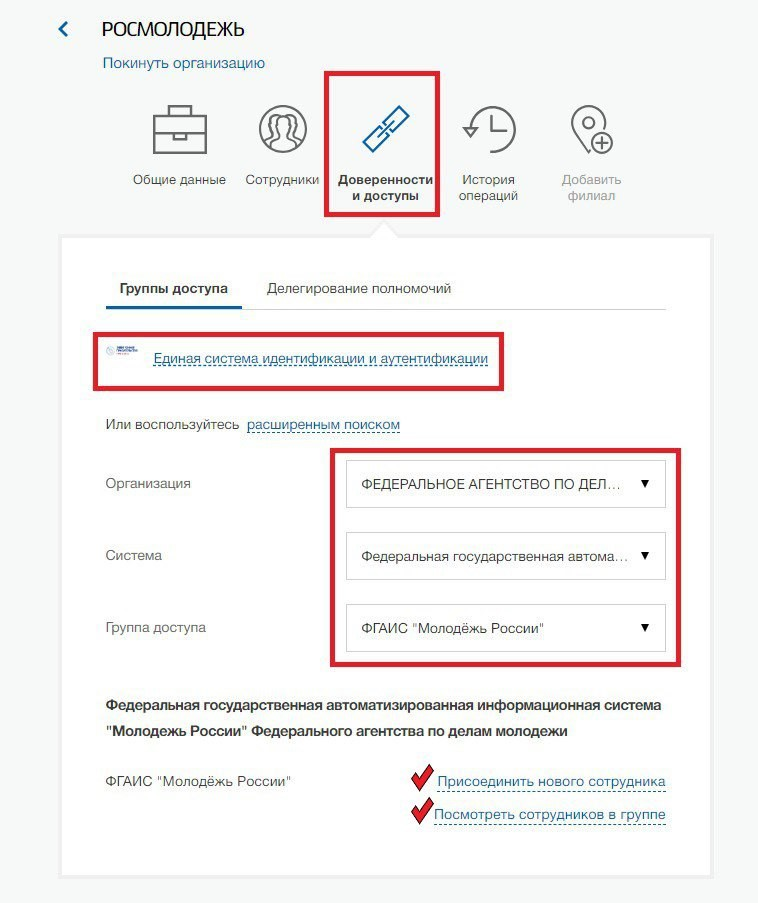 РОСМОЛОДЕЖЬ
Покинуть организацию
Общие данные
Сотрудники
Доверенности
и доступы
История
операций
Добавить
филиал
Группы доступа
Делегирование полномочий
Единая система идентификации и аутентификации
Или воспользуйтесь расширенным поиском
Организация
ФЕДЕРАЛЬНОЕ АГЕНТСТВО ПО ДЕЛ...
Система
Федеральная государственная автома...
Группа доступа
ФГАИС "Молодёжь России"
Федеральная государственная автоматизированная информационная система
"Молодежь России" Федерального агентства по делам молодежи
ФГАИС "Молодёжь России"
Присоединить нового сотрудника
Посмотреть сотрудников в группе